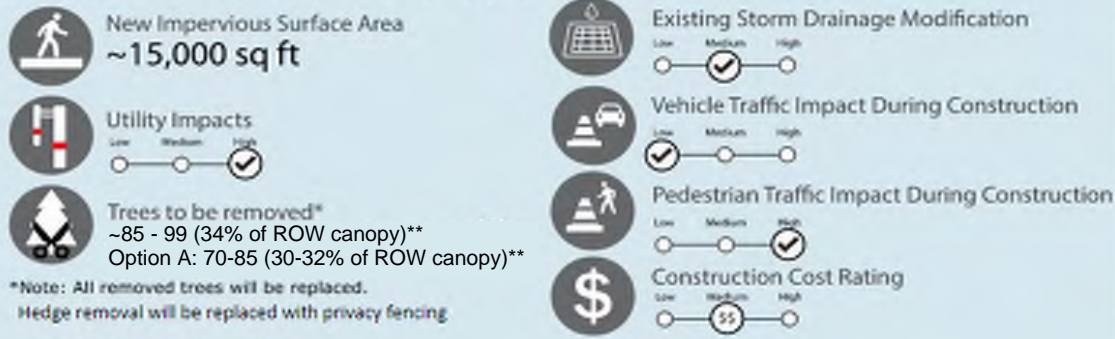 New Impervious Surface Area
~15,000 sq ft
Utility Impacts
Low Medium High
Trees to be removed*
~85 - 99 (34% of ROW canopy)**
Option A: 70-85 (30-32% of ROW canopy)**
*Note: All removed trees will be replaced.
Hedge removal will be replaced with privacy fencing
Existing Storm Drainage Modification
Low Medium High
Vehicle Traffic Impact During Construction
Low Medium High
Pedestrian Traffic Impact During Construction
Low Medium High
$
Construction Cost Rating
Low Medium High
$$